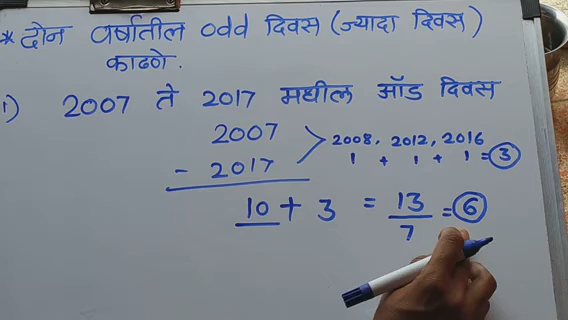 * दोन वर्षातील odd दिवस (ज्यादा दिवस)
काढणे.
1) 2007 ते 2017 मधील ऑड दिवस
2007
- 2017
2008, 2012, 2016
1 + 1 + 1 = 3
10 + 3 = 13/7 = 6